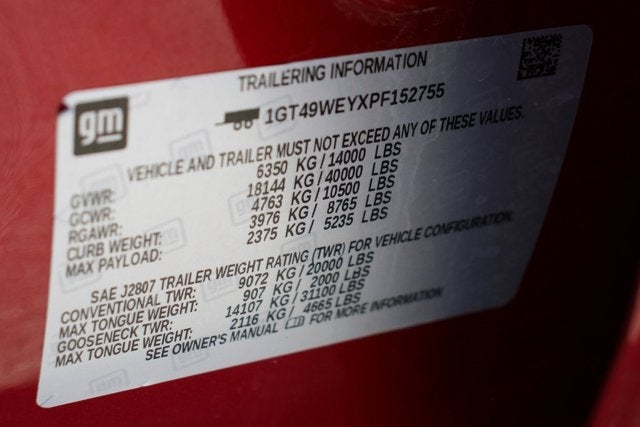 TRAILERING INFORMATION
gm
1GT49WEYXPF152755
VEHICLE AND TRAILER MUST NOT EXCEED ANY OF THESE VALUES.
GVWR: 6350 KG/14000 LBS
GCWR: 18144 KG/40000 LBS
RGAWR: 4763 KG/10500 LBS
CURB WEIGHT: 3976 KG/ 8765 LBS
MAX PAYLOAD: 2375 KG/ 5235 LBS
SAE J2807 TRAILER WEIGHT RATING (TWR) FOR VEHICLE CONFIGURATION.
CONVENTIONAL TWR: 9072 KG/20000 LBS
MAX TONGUE WEIGHT: 907 KG/ 2000 LBS
GOOSENECK TWR: 14107 KG/31100 LBS
MAX TONGUE WEIGHT: 2116 KG/ 4665 LBS
SEE OWNER'S MANUAL FOR MORE INFORMATION